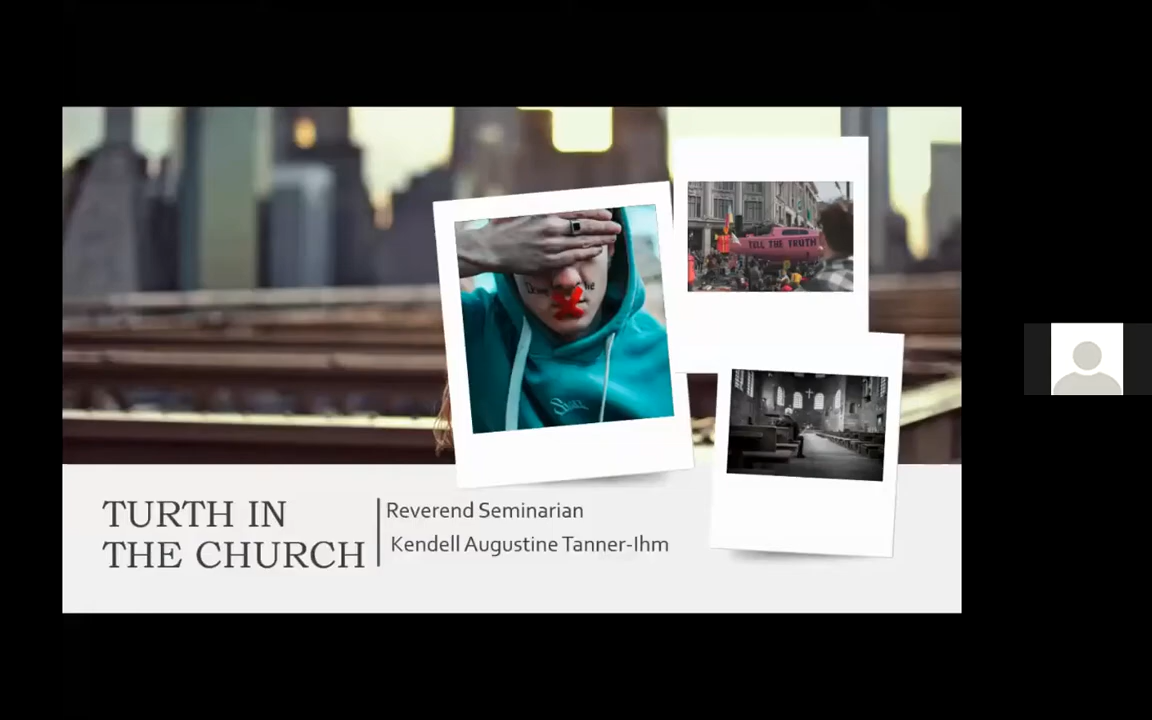 TELL THE TRUTH
TURTH IN
THE CHURCH
Reverend Seminarian
Kendell Augustine Tanner-Ihm